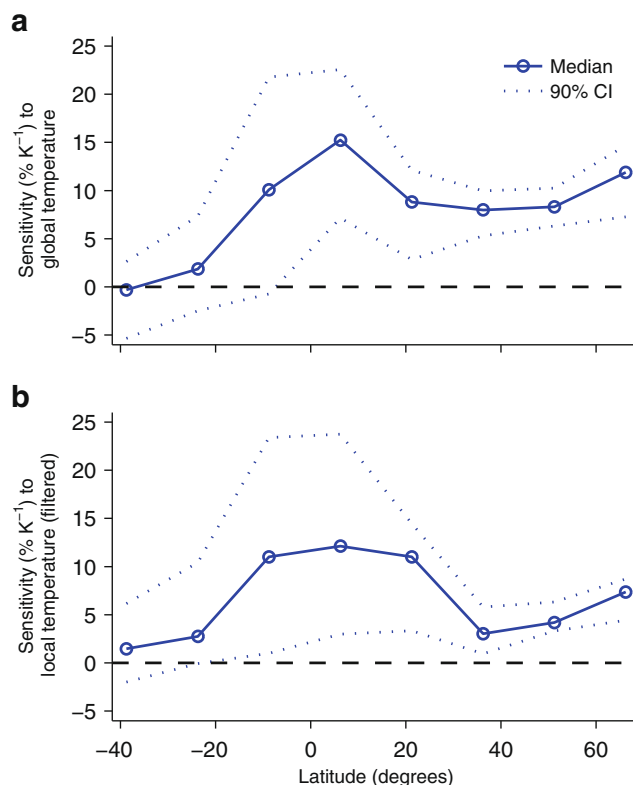 a
25
20
15
10
5
0
−5
Sensitivity (% K−1) to
global temperature
Median
90% CI
b
25
20
15
10
5
0
−5
Sensitivity (% K−1) to
local temperature (filtered)
−40 −20 0 20 40 60
Latitude (degrees)